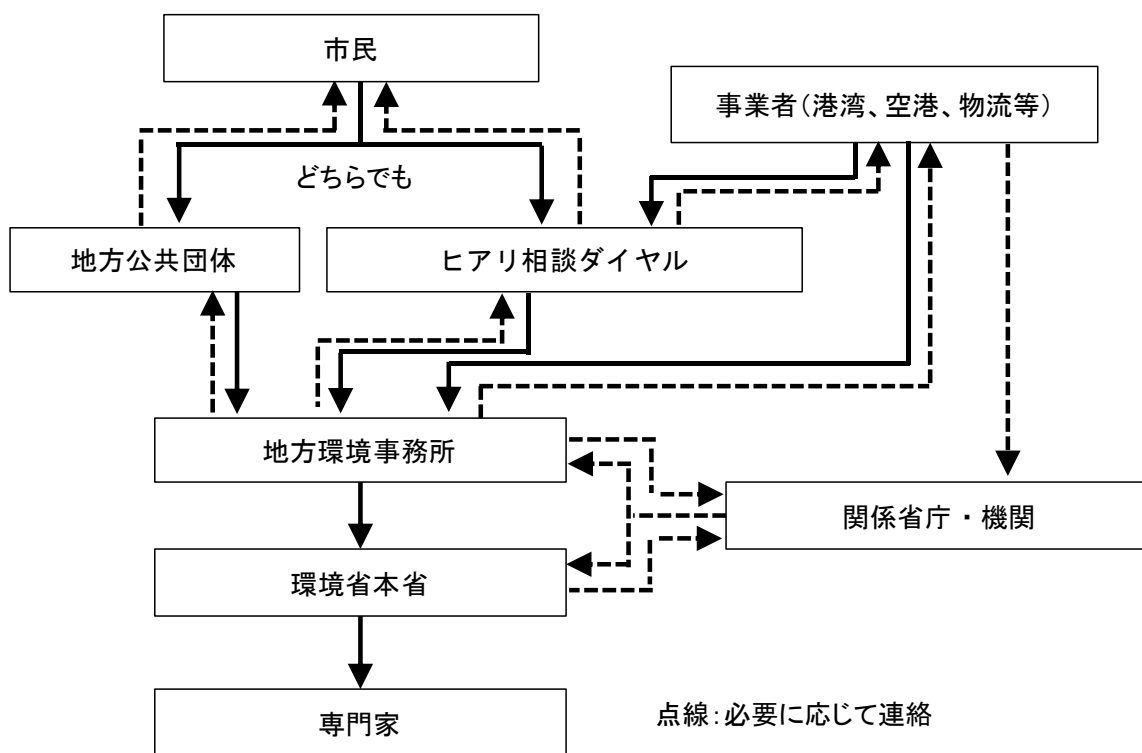 市民
事業者（港湾、空港、物流等）
どちらでも
地方公共団体
ヒアリ相談ダイヤル
地方環境事務所
関係省庁・機関
環境省本省
専門家
点線：必要に応じて連絡